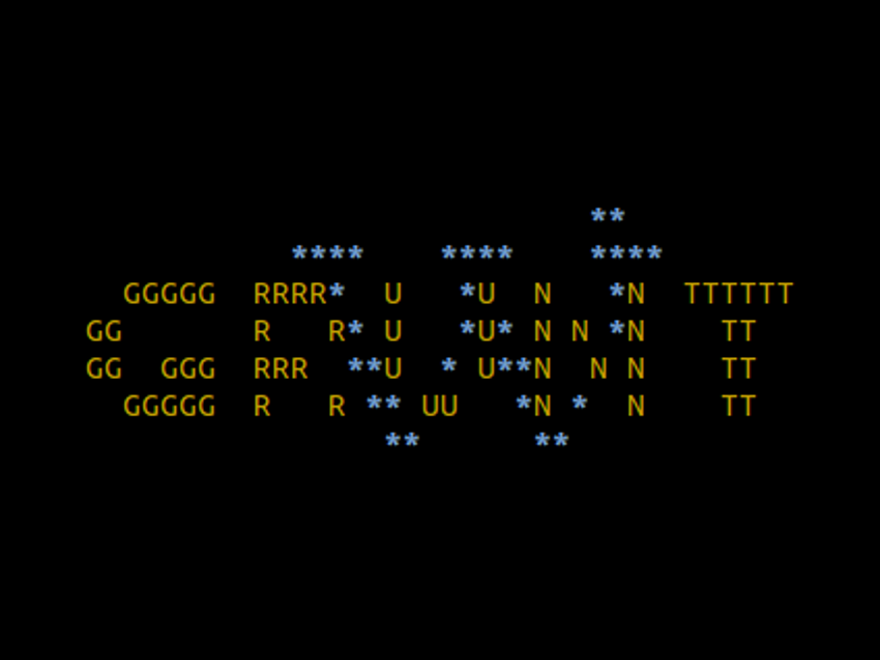 **
           ****    ****    ****
  GGGGG  RRRR*  U   *U  N   *N  TTTTTT
GG       R   R* U   *U* N N *N    TT
GG  GGG  RRR  **U  * U**N  N N    TT
  GGGGG  R   R ** UU   *N *  N    TT
                **      **